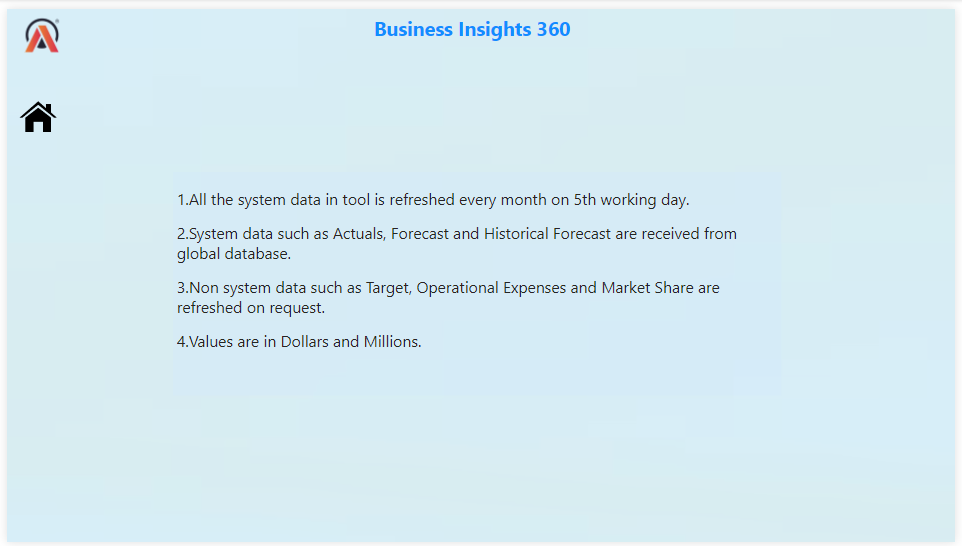 Business Insights 360
1.All the system data in tool is refreshed every month on 5th working day.
2.System data such as Actuals, Forecast and Historical Forecast are received from
global database.
3.Non system data such as Target, Operational Expenses and Market Share are
refreshed on request.
4.Values are in Dollars and Millions.